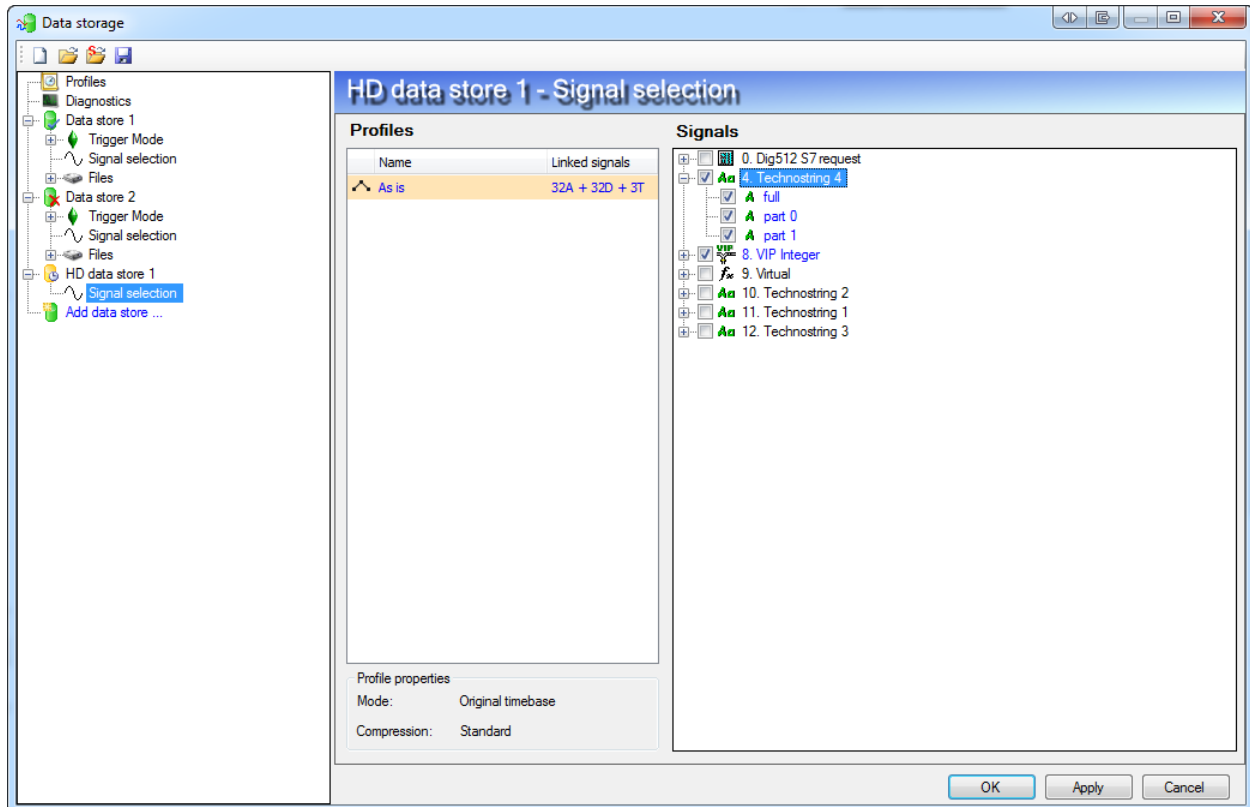 Data storage
Profiles
Diagnostics
Data store 1
Trigger Mode
Signal selection
Files
Data store 2
Trigger Mode
Signal selection
Files
HD data store 1
Signal selection
Add data store ...
HD data store 1 - Signal selection
Profiles
Name Linked signals
As is 32A + 32D + 3T
Profile properties
Mode: Original timebase
Compression: Standard
Signals
0. Dig512 S7 request
4. Technostring 4
full
part 0
part 1
8. VIP Integer
9. Virtual
10. Technostring 2
11. Technostring 1
12. Technostring 3
OK Apply Cancel